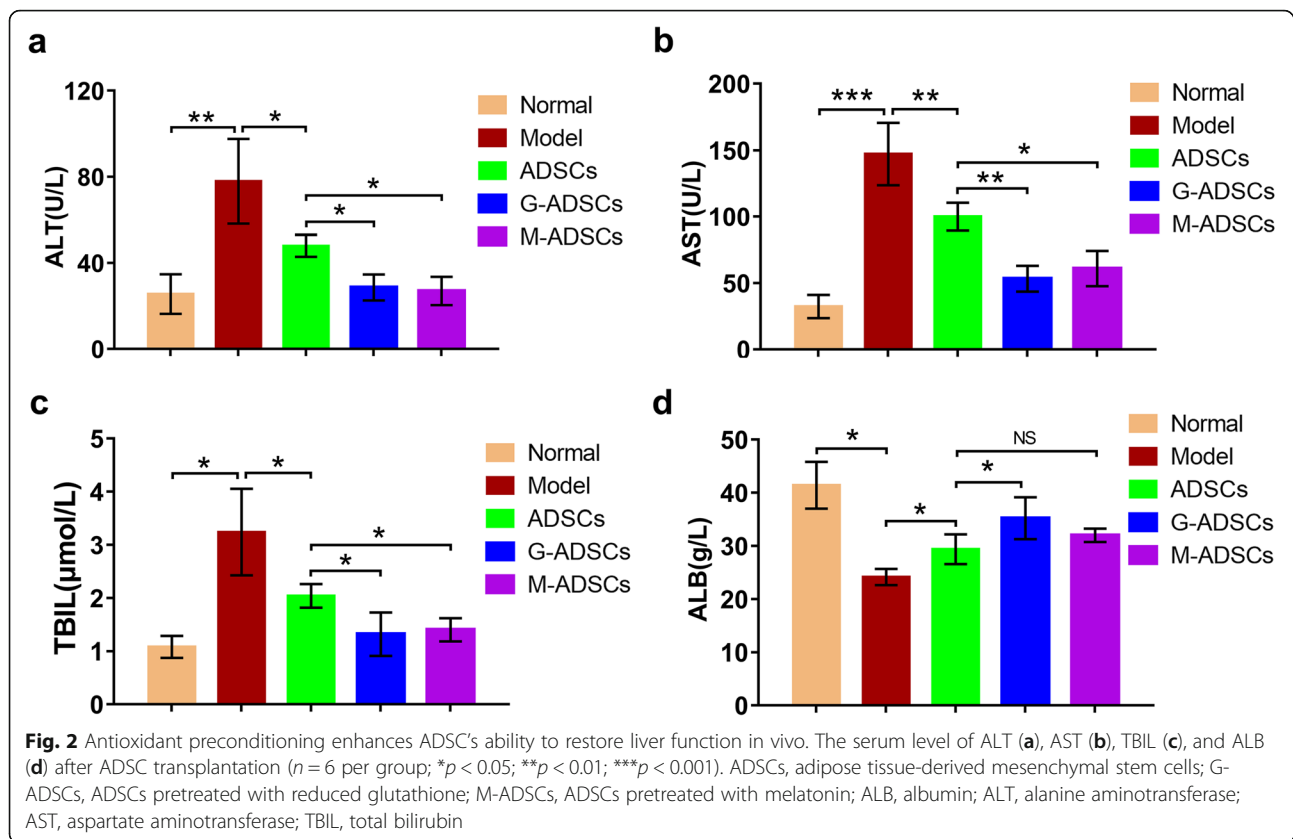 a
120
80
40
0
ALT(U/L)
** *
*
*
Normal
Model
ADSCs
G-ADSCs
M-ADSCs
b
200
150
100
50
0
AST(U/L)
*** **
*
**
Normal
Model
ADSCs
G-ADSCs
M-ADSCs
c
5
4
3
2
1
0
TBIL(µmol/L)
* *
*
*
Normal
Model
ADSCs
G-ADSCs
M-ADSCs
d
50
40
30
20
10
0
ALB(g/L)
*
NS
*
*
Normal
Model
ADSCs
G-ADSCs
M-ADSCs
Fig. 2 Antioxidant preconditioning enhances ADSC's ability to restore liver function in vivo. The serum level of ALT (a), AST (b), TBIL (c), and ALB
(d) after ADSC transplantation (n = 6 per group; *p < 0.05; **p < 0.01; ***p < 0.001). ADSCs, adipose tissue-derived mesenchymal stem cells; G-
ADSCs, ADSCs pretreated with reduced glutathione; M-ADSCs, ADSCs pretreated with melatonin; ALB, albumin; ALT, alanine aminotransferase;
AST, aspartate aminotransferase; TBIL, total bilirubin